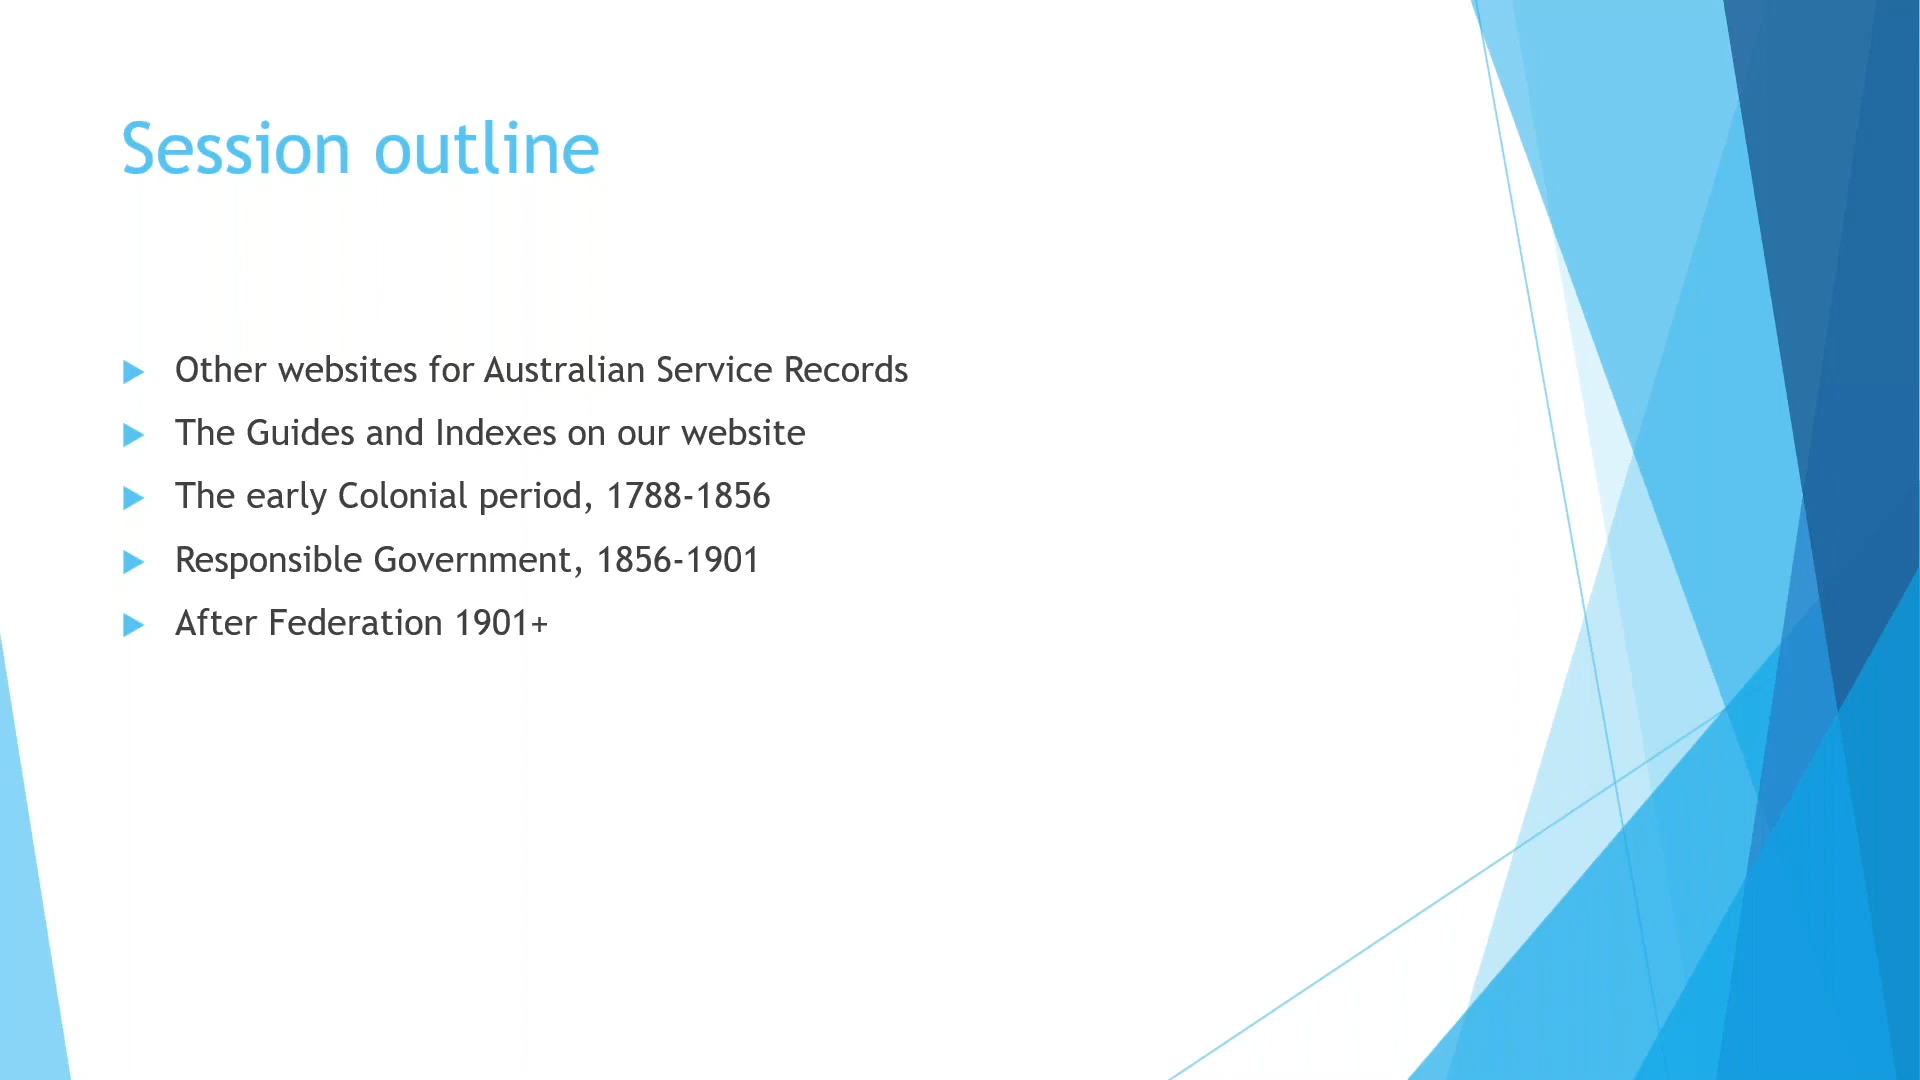 Session outline
Other websites for Australian Service Records
The Guides and Indexes on our website
The early Colonial period, 1788-1856
Responsible Government, 1856-1901
After Federation 1901+